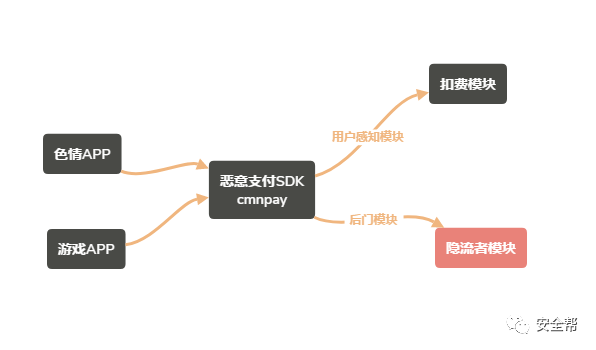 扣费模块
用户感知模块
色情APP
恶意支付SDK
cmnpay
后门模块
游戏APP
隐流者模块
安全帮